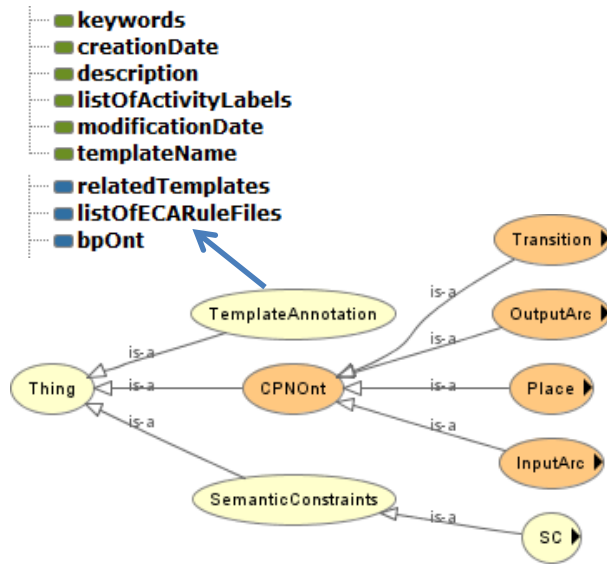 keywords
creationDate
description
listOfActivityLabels
modificationDate
templateName
relatedTemplates
listOfECARuleFiles
bpOnt
Transition
is-a
TemplateAnnotation
OutputArc
is-a
is-a
Thing
is-a
CPNOnt
is-a
Place
is-a
is-a
InputArc
SemanticConstraints
is-a
SC